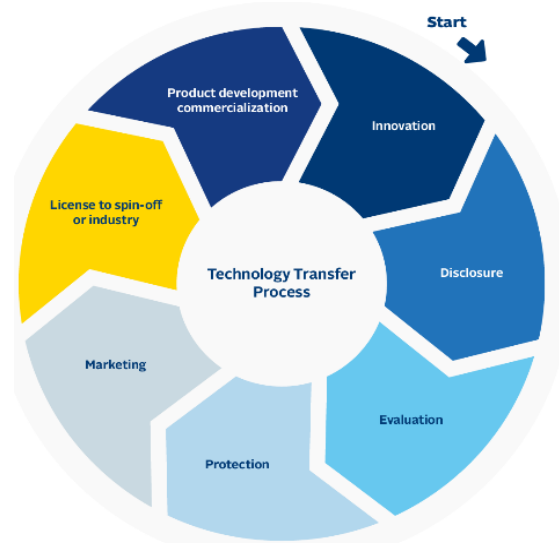 Start
Innovation
Disclosure
Evaluation
Protection
Marketing
License to spin-off
or industry
Product development
commercialization
Technology Transfer
Process